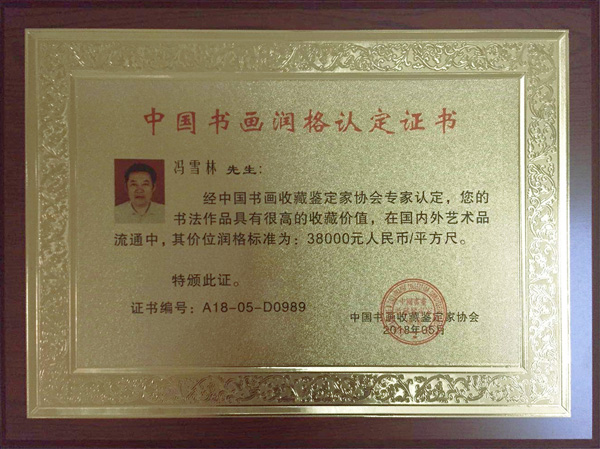 中国书画润格认定证书
冯雪林 先生:
经中国书画收藏鉴定家协会专家认定，您的
书法作品具有很高的收藏价值，在国内外艺术品
流通中，其价位润格标准为：38000元人民币/平方尺。
特颁此证。
证书编号：A18-05-D0989
中国书画收藏鉴定家协会
2018年05月